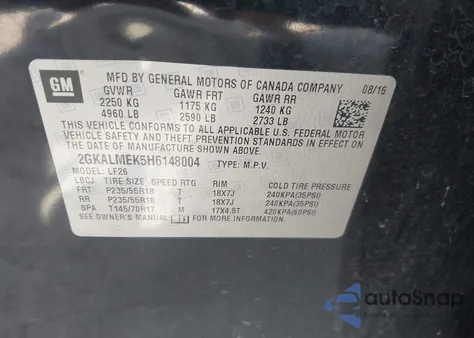 GM
MFD BY GENERAL MOTORS OF CANADA COMPANY 08/16
GVWR GAWR FRT GAWR RR
2250 KG 1175 KG 1240 KG
4960 LB 2590 LB 2733 LB
THIS VEHICLE CONFORMS TO ALL APPLICABLE U.S. FEDERAL MOTOR
VEHICLE SAFETY AND THEFT PREVENTION STANDARDS IN EFFECT ON
THE DATE OF MANUFACTURE SHOWN ABOVE.
2GKALMEK5H6148004 TYPE: M.P.V.
MODEL: LF26
LBCJ TIRE SIZE SPEED RTG RIM COLD TIRE PRESSURE
FRT P235/55R18 T 18X7J 240KPA(35PSI)
RR P235/55R18 T 18X7J 240KPA(35PSI)
SPA T145/70R17 M 17X4.5T 420KPA(60PSI)
SEE OWNER'S MANUAL FOR ADDITIONAL INFORMATION.
autoSnap